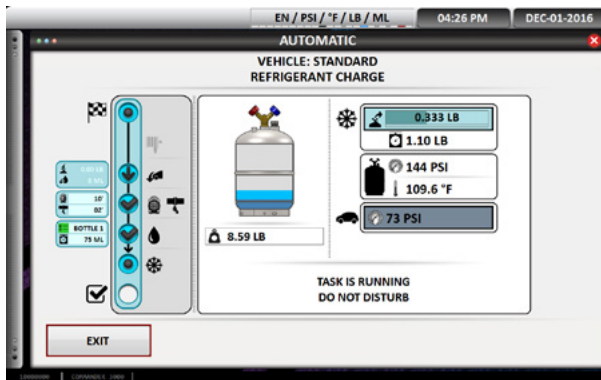 EN / PSI / °F / LB / ML
04:26 PM
DEC-01-2016
AUTOMATIC
VEHICLE: STANDARD
REFRIGERANT CHARGE
0.333 LB
1.10 LB
144 PSI
109.6 °F
73 PSI
10'
02'
BOTTLE 1
75 ML
8.59 LB
TASK IS RUNNING
DO NOT DISTURB
EXIT